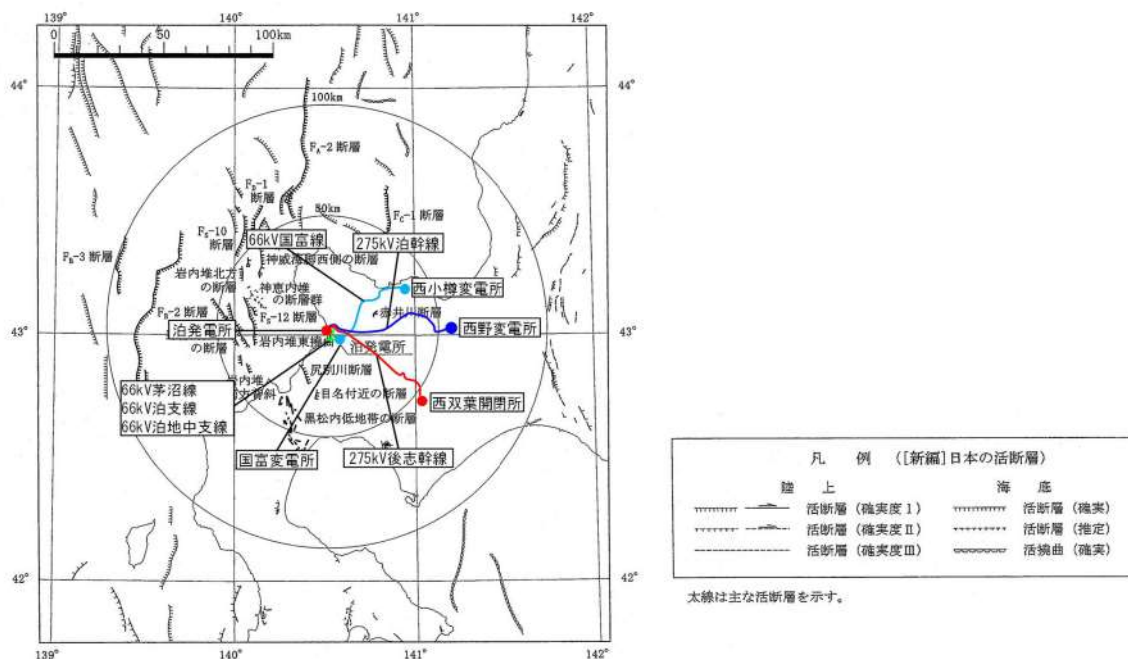 139°
140°
141°
142°
0
50
100km
44°
44°
100km
FA-2 断層
FD-1
断層
50km
FC-1 断層
FS-10
断層
66kV国富線
275kV泊幹線
FB-3 断層
神威海脚西側の断層
岩内堆北方
の断層
神恵内堆
の断層群
西小樽変電所
FB-2 断層
FS-12 断層
赤井川断層
西野変電所
43°
泊発電所
43°
の断層
岩内堆東撓曲
泊発電所
尻別川断層
岩内堆
目名付近の断層
西双葉開閉所
66kV茅沼線
66kV泊支線
66kV泊地中支線
黒松内低地帯の断層
国富変電所
275kV後志幹線
42°
42°
139°
140°
141°
142°
凡 例 ([新編]日本の活断層)
陸 上
海 底
活断層(確実度Ⅰ)
活断層(確実)
活断層(確実度Ⅱ)
活断層(推定)
活断層(確実度Ⅲ)
活撓曲(確実)
太線は主な活断層を示す。